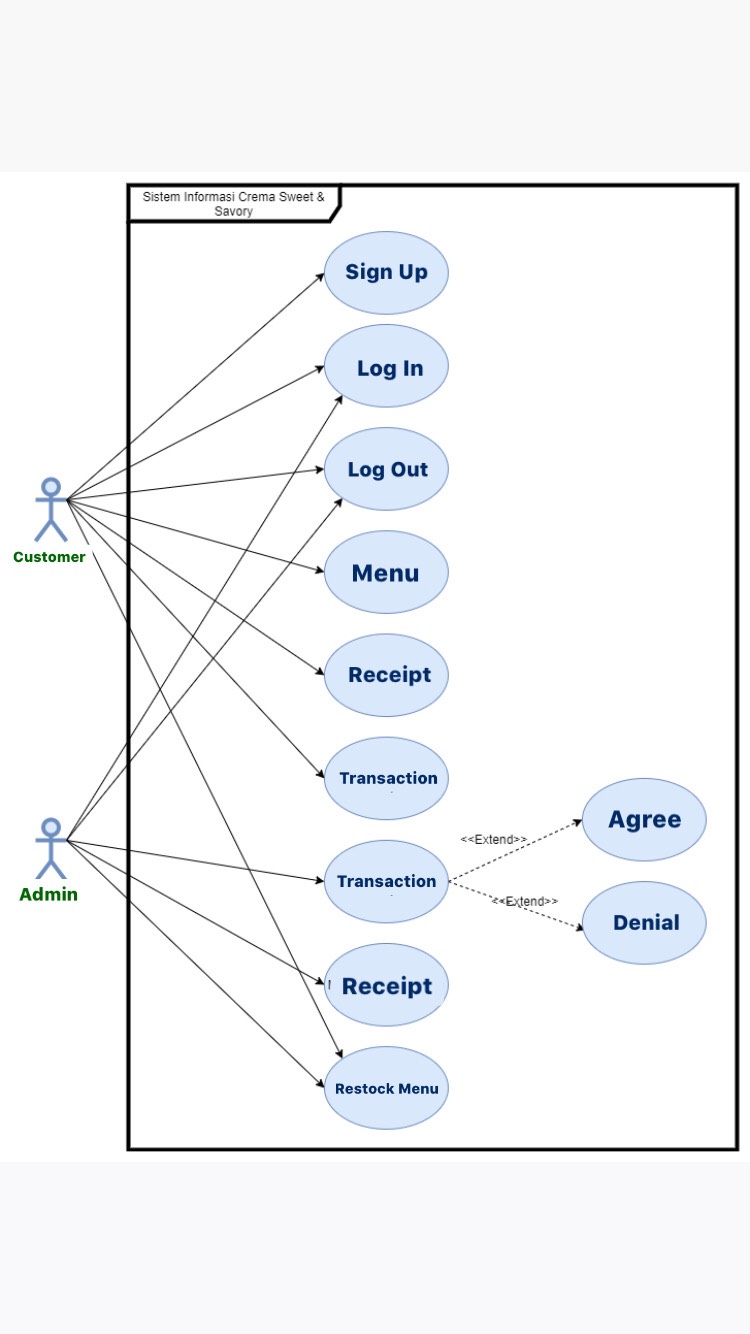 Sistem Informasi Crema Sweet &
Savory
Sign Up
Log In
Log Out
Customer
Menu
Receipt
Transaction
Agree
<<Extend>>
Admin
Transaction
<<Extend>>
Denial
Receipt
Restock Menu